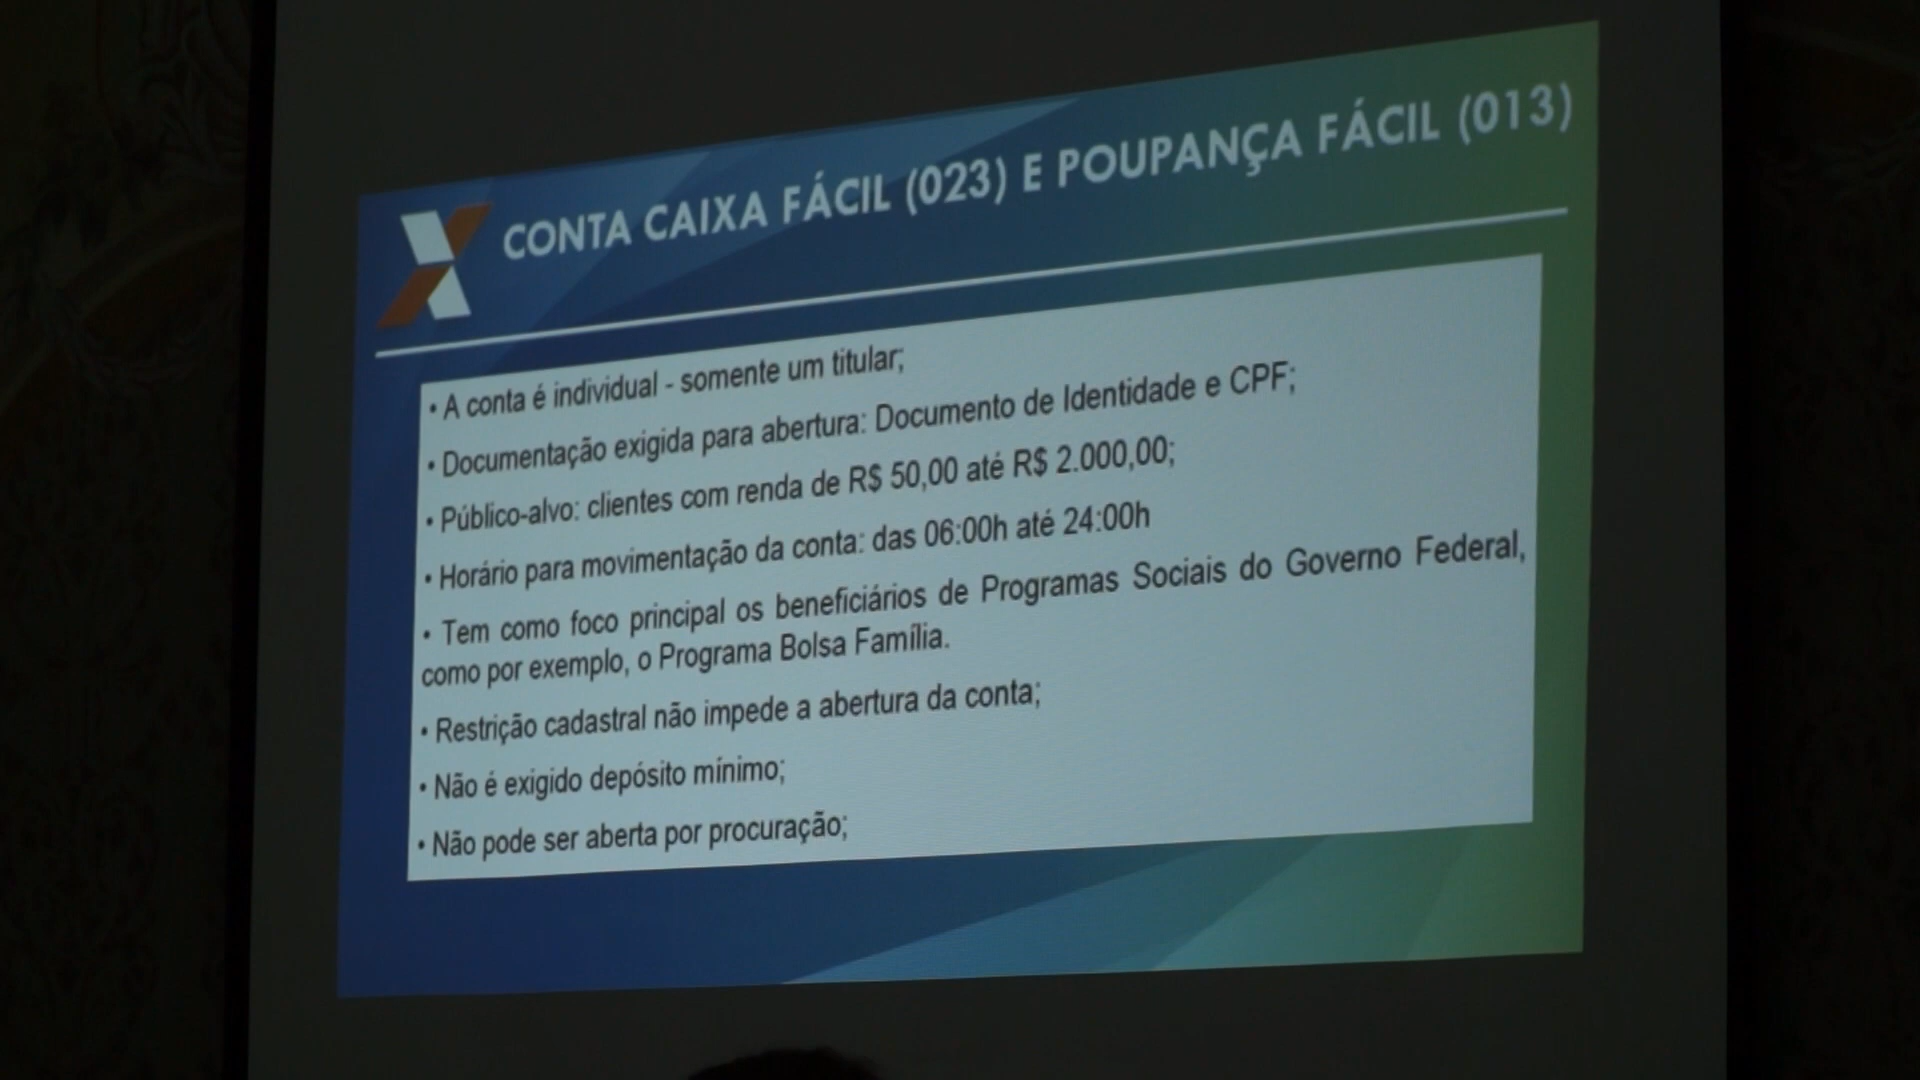 CONTA CAIXA FÁCIL (023) E POUPANÇA FÁCIL (013)
• A conta é individual - somente um titular;
• Documentação exigida para abertura: Documento de Identidade e CPF;
• Público-alvo: clientes com renda de R$ 50,00 até R$ 2.000,00;
• Horário para movimentação da conta: das 06:00h até 24:00h
• Tem como foco principal os beneficiários de Programas Sociais do Governo Federal,
como por exemplo, o Programa Bolsa Família.
• Restrição cadastral não impede a abertura da conta;
• Não é exigido depósito mínimo;
• Não pode ser aberta por procuração;